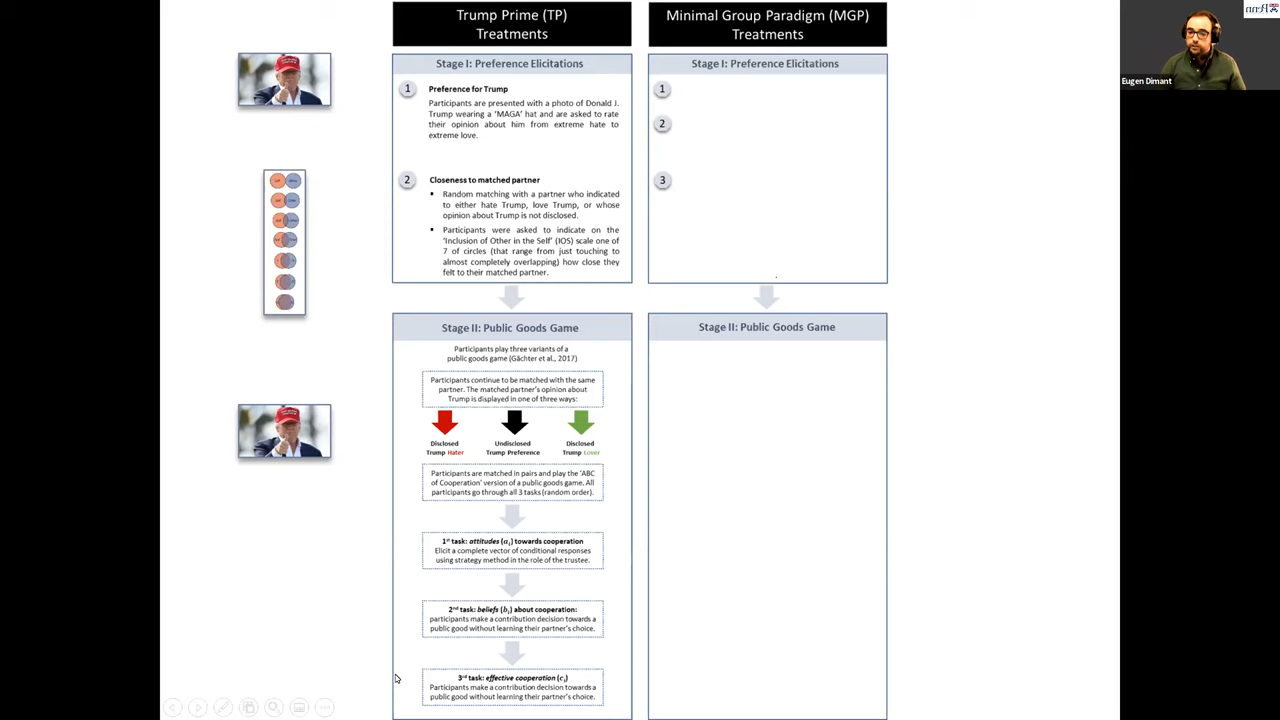 Trump Prime (TP)
Treatments
Stage I: Preference Elicitations
1
Preference for Trump
Participants are presented with a photo of Donald J.
Trump wearing a ‘MAGA’ hat and are asked to rate
their opinion about him from extreme hate to
extreme love.
2
Closeness to matched partner
▪ Random matching with a partner who indicated
to either hate Trump, love Trump, or whose
opinion about Trump is not disclosed.
▪ Participants were asked to indicate on the
‘Inclusion of Other in the Self’ (IOS) scale one of
7 of circles (that range from just touching to
almost completely overlapping) how close they
felt to their matched partner.
Stage II: Public Goods Game
Participants play three variants of a
public goods game (Gächter et al., 2017)
Participants continue to be matched with the same
partner. The matched partner’s opinion about
Trump is displayed in one of three ways:
Disclosed
Trump Hater
Undisclosed
Trump Preference
Disclosed
Trump Lover
Participants are matched in pairs and play the ‘ABC
of Cooperation’ version of a public goods game. All
participants go through all 3 tasks (random order).
1st task: attitudes (ai) towards cooperation
Elicit a complete vector of conditional responses
using strategy method in the role of the trustee.
2nd task: beliefs (bi) about cooperation:
participants make a contribution decision towards a
public good without learning their partner’s choice.
3rd task: effective cooperation (ci)
Participants make a contribution decision towards a
public good without learning their partner’s choice.
Minimal Group Paradigm (MGP)
Treatments
Stage I: Preference Elicitations
1
2
3
Stage II: Public Goods Game
Eugen Dimant